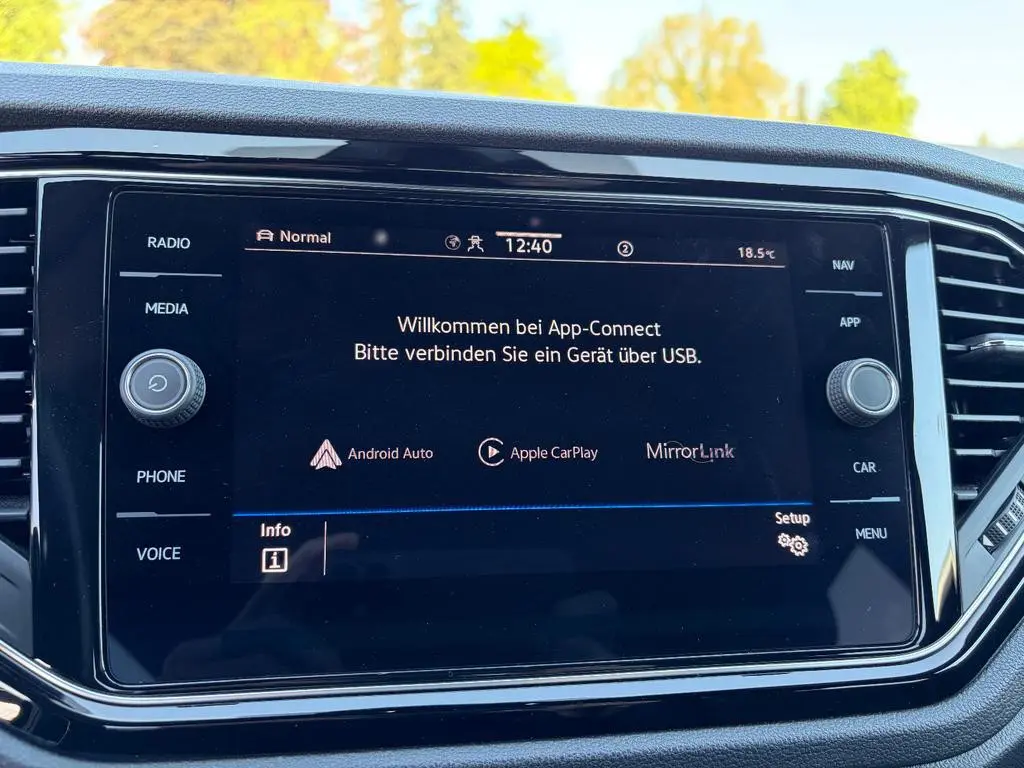 RADIO
MEDIA
PHONE
VOICE
Normal
12:40
2
18.5°C
Willkommen bei App-Connect
Bitte verbinden Sie ein Gerät über USB.
Android Auto
Apple CarPlay
MirrorLink
Info
i
Setup
NAV
APP
CAR
MENU